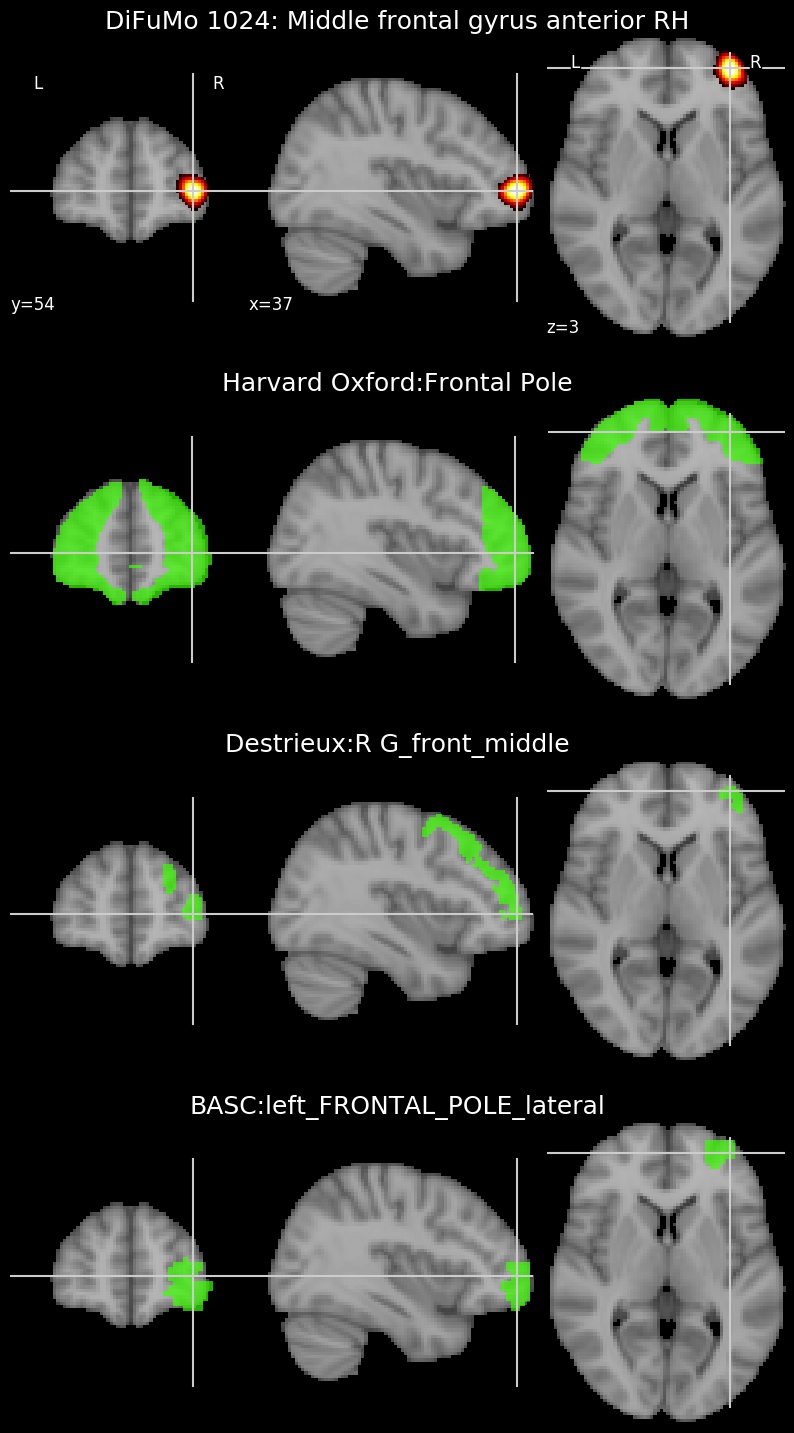 DiFuMo 1024: Middle frontal gyrus anterior RH
L R L R
y=54 x=37 z=3
Harvard Oxford:Frontal Pole
Destrieux:R G_front_middle
BASC:left_FRONTAL_POLE_lateral